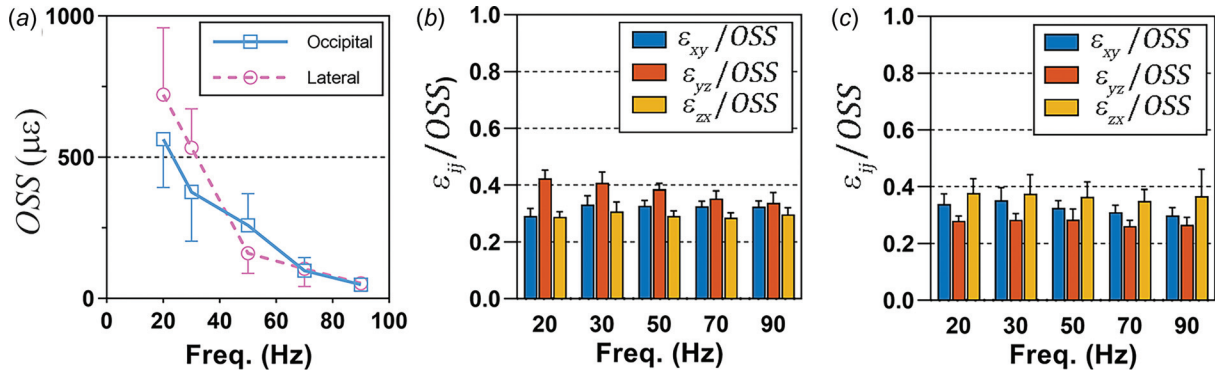 (a)
1000
500
0
OSS (με)
Occipital
Lateral
0 20 40 60 80 100
Freq. (Hz)
(b)
1.0
0.8
0.6
0.4
0.2
0.0
ε_ij/OSS)
ε_xy/OSS
ε_yz/OSS
ε_zx/OSS
20 30 50 70 90
Freq. (Hz)
(c)
1.0
0.8
0.6
0.4
0.2
0.0
ε_ij/OSS
ε_xy/OSS
ε_yz/OSS
ε_zx/OSS
20 30 50 70 90
Freq. (Hz)